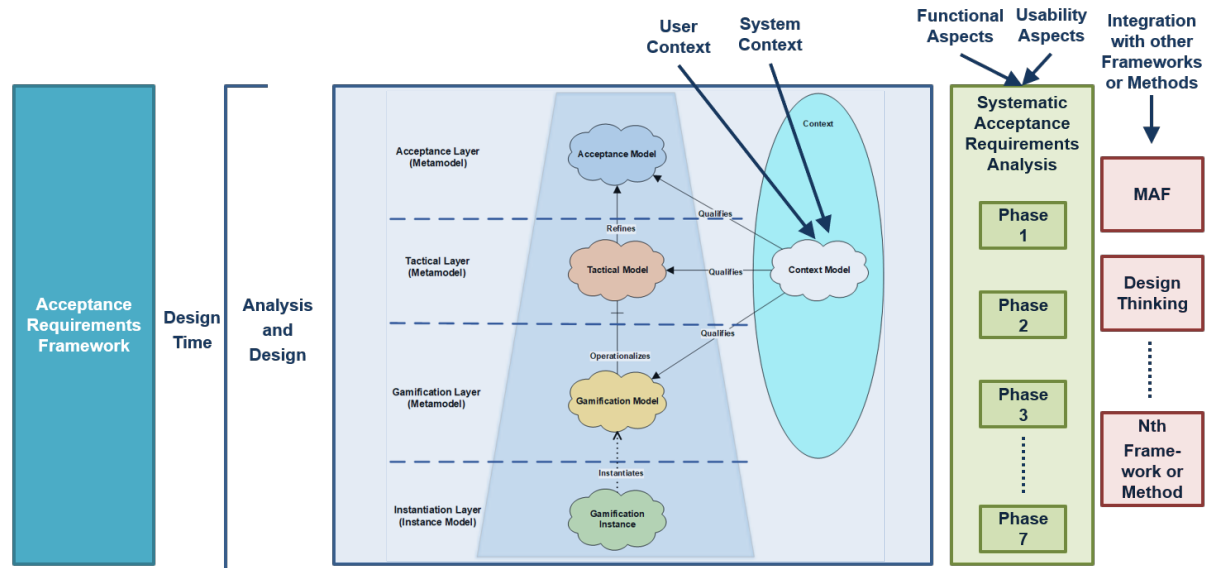 User
Context
System
Context
Functional
Aspects
Usability
Aspects
Integration
with other
Frameworks
or Methods
Acceptance
Requirements
Framework
Design
Time
Analysis
and
Design
Acceptance Layer
(Metamodel)
Acceptance Model
Context
Qualifies
Refines
Tactical Layer
(Metamodel)
Tactical Model
Qualifies
Context Model
Qualifies
Operationalizes
Gamification Layer
(Metamodel)
Gamification Model
Instantiates
Instantiation Layer
(Instance Model)
Gamification
Instance
Systematic
Acceptance
Requirements
Analysis
Phase
1
Phase
2
Phase
3
Phase
7
MAF
Design
Thinking
Nth
Frame-
work or
Method